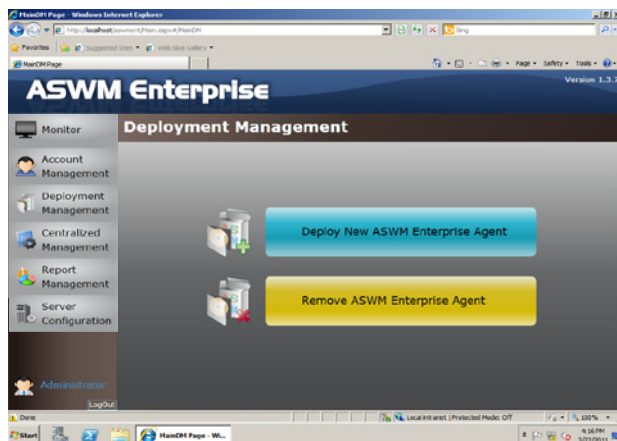 MainDM Page - Windows Internet Explorer
Favorites
Suggested Sites
Web Slice Gallery
MainDM Page
Page
Safety
Tools
ASWM Enterprise
Version 1.3.7
Monitor
Deployment Management
Account
Management
Deployment
Management
Deploy New ASWM Enterprise Agent
Centralized
Management
Report
Management
Remove ASWM Enterprise Agent
Server
Configuration
Administrator
LogOut
Done
Local intranet | Protected Mode: Off
100%
Start
MainDM Page - Wi...
4:16 PM